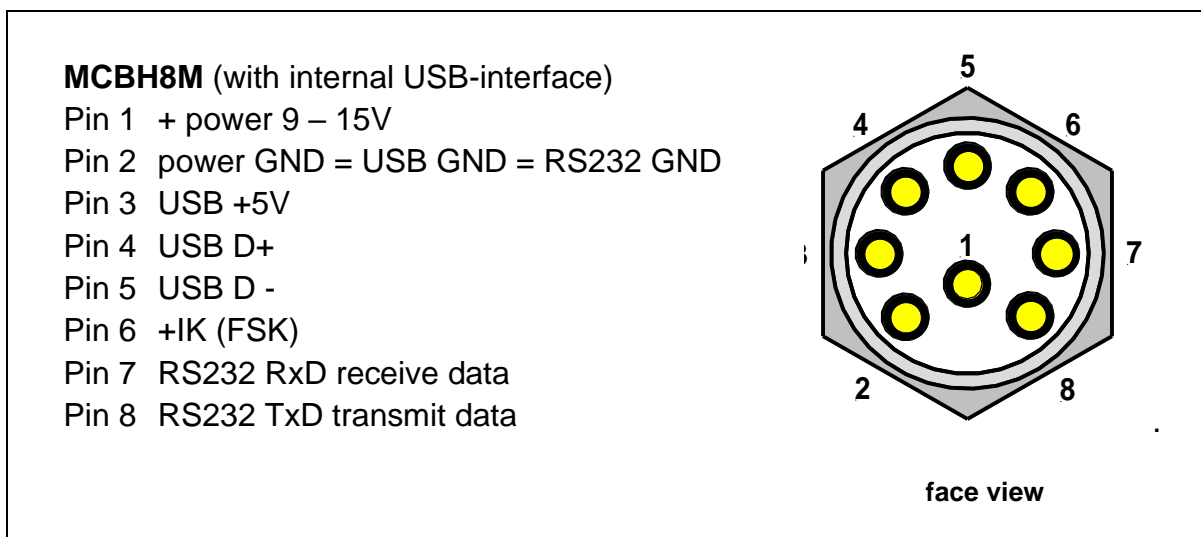 MCBH8M (with internal USB-interface)
Pin 1 + power 9 – 15V
Pin 2 power GND = USB GND = RS232 GND
Pin 3 USB +5V
Pin 4 USB D+
Pin 5 USB D -
Pin 6 +IK (FSK)
Pin 7 RS232 RxD receive data
Pin 8 RS232 TxD transmit data
5
4
6
1
7
2
8
.
face view